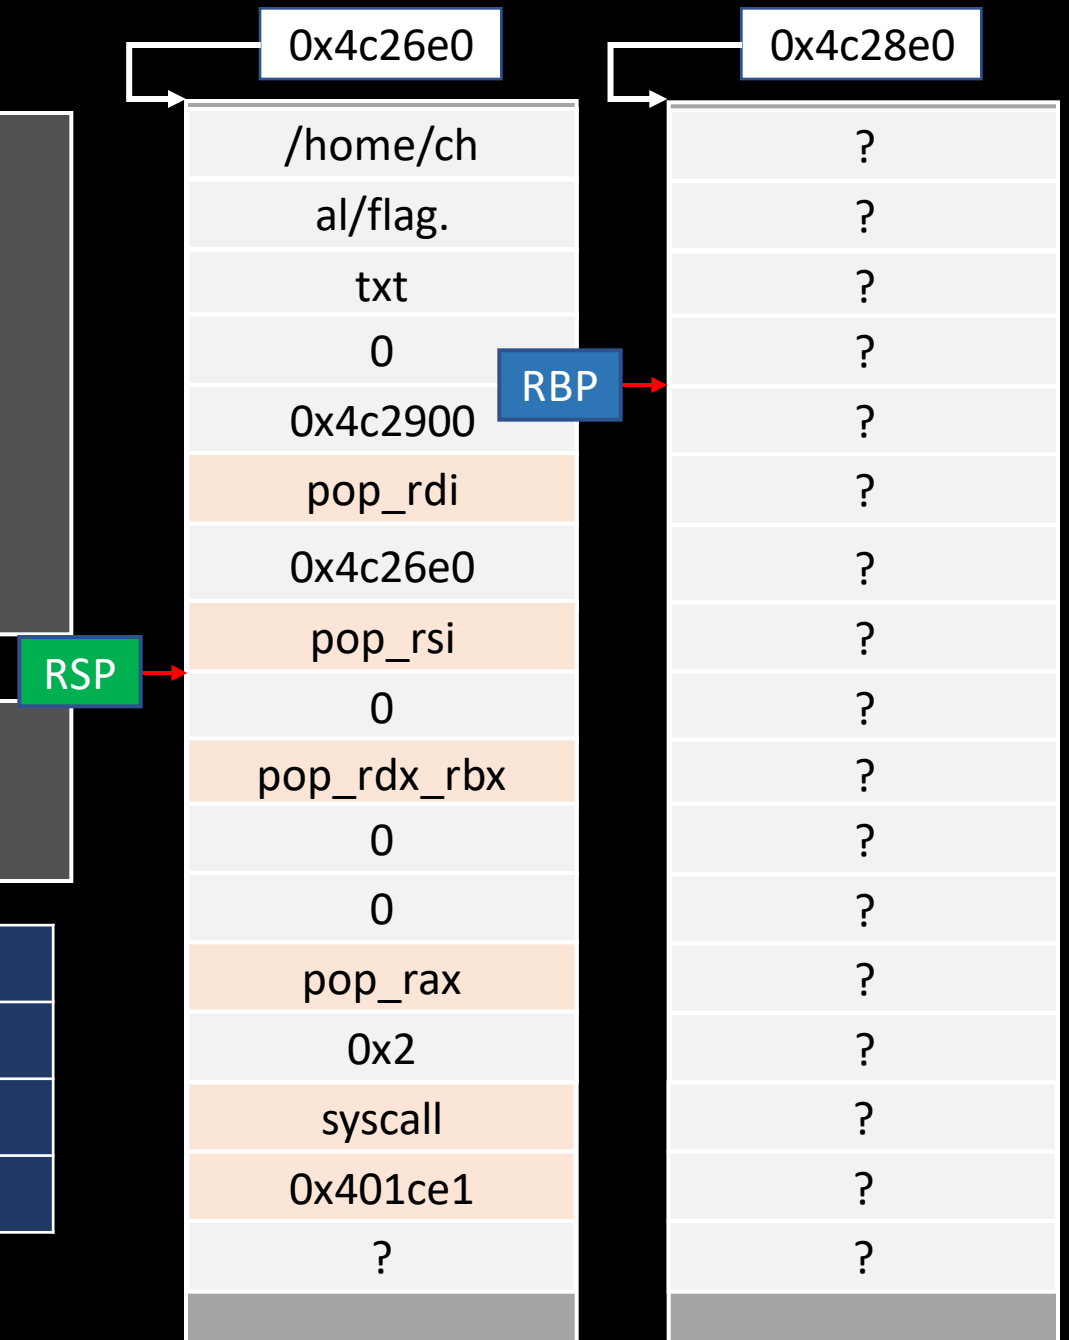 0x4c26e0
0x4c28e0
/home/ch
?
al/flag.
?
txt
?
0
?
RBP
0x4c2900
?
pop_rdi
?
0x4c26e0
?
pop_rsi
?
RSP
0
?
pop_rdx_rbx
?
0
?
0
?
pop_rax
?
0x2
?
syscall
?
0x401ce1
?
?
?